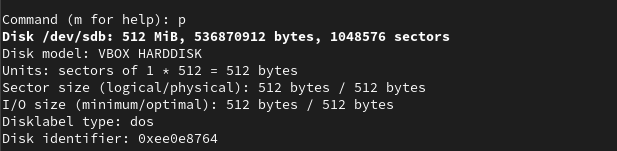 Command (m for help): p
Disk /dev/sdb: 512 MiB, 536870912 bytes, 1048576 sectors
Disk model: VBOX HARDDISK
Units: sectors of 1 * 512 = 512 bytes
Sector size (logical/physical): 512 bytes / 512 bytes
I/O size (minimum/optimal): 512 bytes / 512 bytes
Disklabel type: dos
Disk identifier: 0xee0e8764